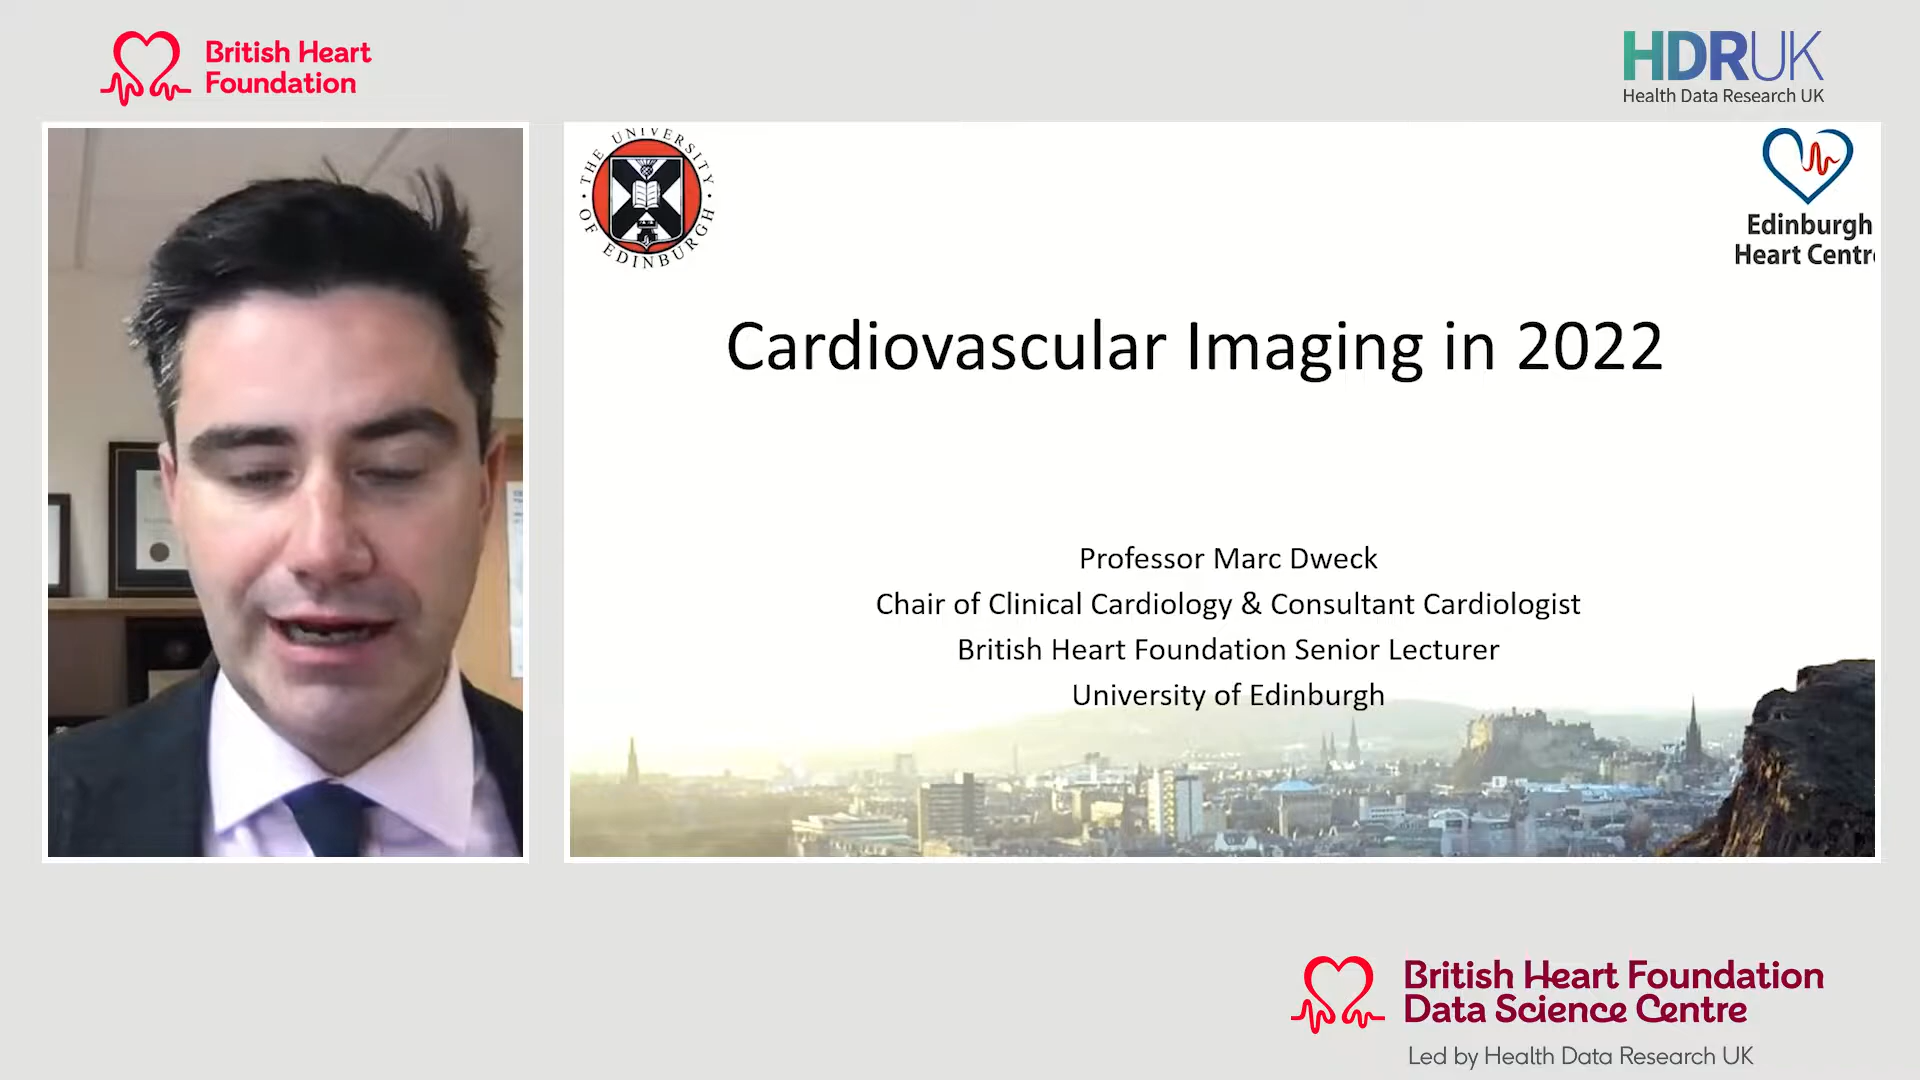 British Heart
Foundation
HDRUK
Health Data Research UK
THE UNIVERSITY
OF EDINBURGH
Edinburgh
Heart Centr
Cardiovascular Imaging in 2022
Professor Marc Dweck
Chair of Clinical Cardiology & Consultant Cardiologist
British Heart Foundation Senior Lecturer
University of Edinburgh
British Heart Foundation
Data Science Centre
Led by Health Data Research UK